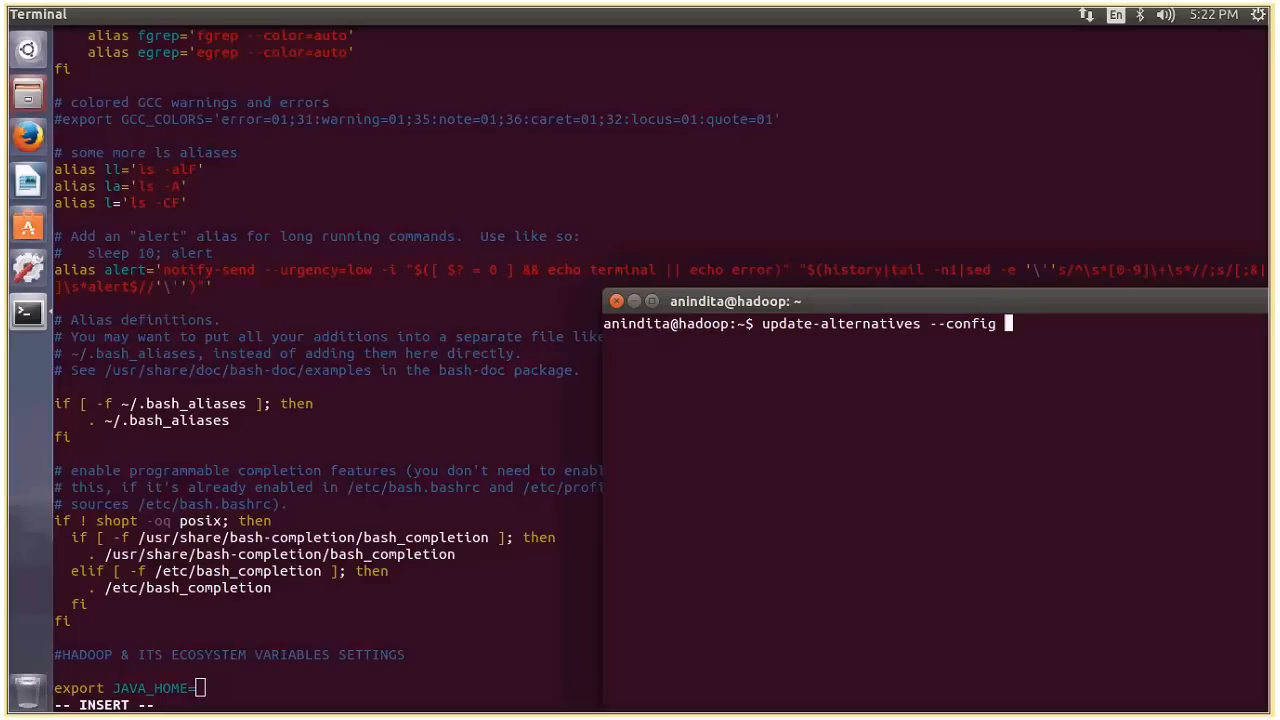 Terminal
En
5:22 PM
alias fgrep='fgrep --color=auto'
alias egrep='egrep --color=auto'
fi
# colored GCC warnings and errors
#export GCC_COLORS='error=01;31:warning=01;35:note=01;36:caret=01;32:locus=01:quote=01'
# some more ls aliases
alias ll='ls -alF'
alias la='ls -A'
alias l='ls -CF'
# Add an "alert" alias for long running commands.  Use like so:
#   sleep 10; alert
alias alert='notify-send --urgency=low -i "$([ $? = 0 ] && echo terminal || echo error)" "$(history|tail -n1|sed -e '\''s/^\s*[0-9]\+\s*//;s/[;&|
]\s*alert$//'\'')"'
# Alias definitions.
# You may want to put all your additions into a separate file like
# ~/.bash_aliases, instead of adding them here directly.
# See /usr/share/doc/bash-doc/examples in the bash-doc package.
if [ -f ~/.bash_aliases ]; then
. ~/.bash_aliases
fi
# enable programmable completion features (you don't need to enabl
# this, if it's already enabled in /etc/bash.bashrc and /etc/profi
# sources /etc/bash.bashrc).
if ! shopt -oq posix; then
if [ -f /usr/share/bash-completion/bash_completion ]; then
. /usr/share/bash-completion/bash_completion
elif [ -f /etc/bash_completion ]; then
. /etc/bash_completion
fi
fi
#HADOOP & ITS ECOSYSTEM VARIABLES SETTINGS
export JAVA_HOME=
-- INSERT --
anindita@hadoop: ~
anindita@hadoop:~$ update-alternatives --config